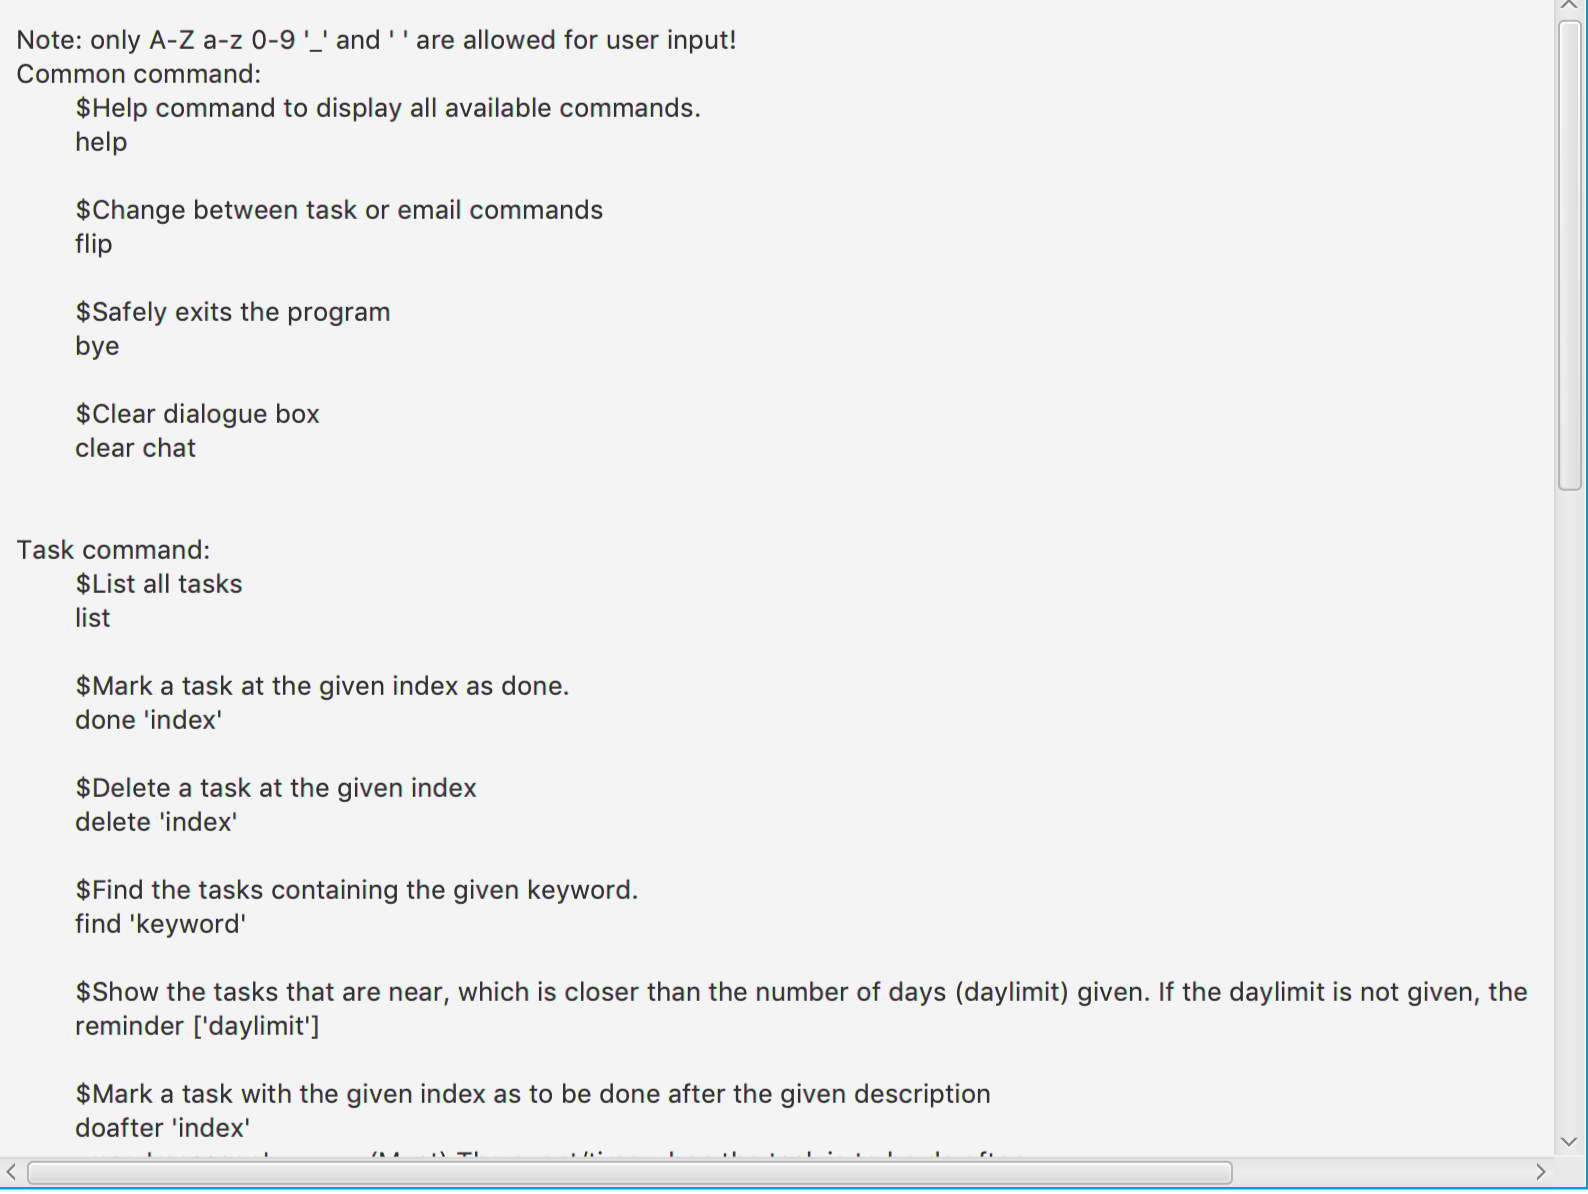 Note: only A-Z a-z 0-9 '_' and ' ' are allowed for user input!
Common command:
$Help command to display all available commands.
help
$Change between task or email commands
flip
$Safely exits the program
bye
$Clear dialogue box
clear chat
Task command:
$List all tasks
list
$Mark a task at the given index as done.
done 'index'
$Delete a task at the given index
delete 'index'
$Find the tasks containing the given keyword.
find 'keyword'
$Show the tasks that are near, which is closer than the number of days (daylimit) given. If the daylimit is not given, the
reminder ['daylimit']
$Mark a task with the given index as to be done after the given description
doafter 'index'